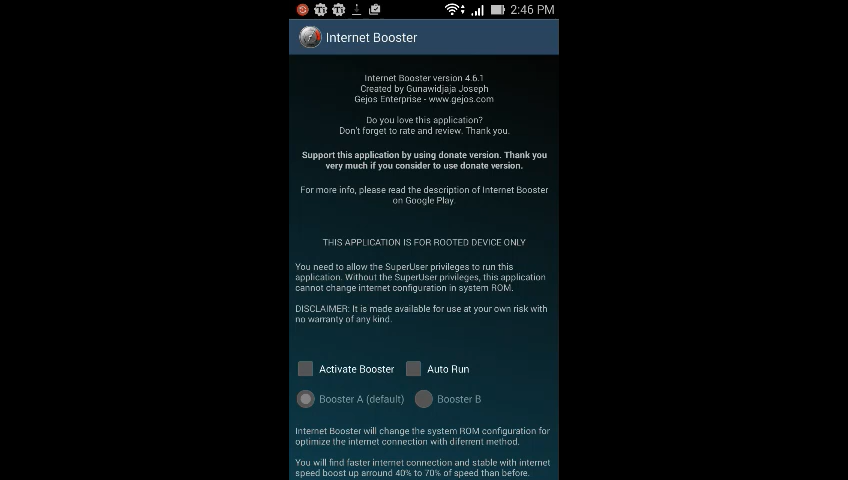 2:46 PM
Internet Booster
Internet Booster version 4.6.1
Created by Gunawidjaja Joseph
Gejos Enterprise - www.gejos.com
Do you love this application?
Don't forget to rate and review. Thank you.
Support this application by using donate version. Thank you
very much if you consider to use donate version.
For more info, please read the description of Internet Booster
on Google Play.
THIS APPLICATION IS FOR ROOTED DEVICE ONLY
You need to allow the SuperUser privileges to run this
application. Without the SuperUser privileges, this application
cannot change internet configuration in system ROM.
DISCLAIMER: It is made available for use at your own risk with
no warranty of any kind.
Activate Booster Auto Run
Booster A (default) Booster B
Internet Booster will change the system ROM configuration for
optimize the internet connection with diferrent method.
You will find faster internet connection and stable with internet
speed boost up arround 40% to 70% of speed than before.